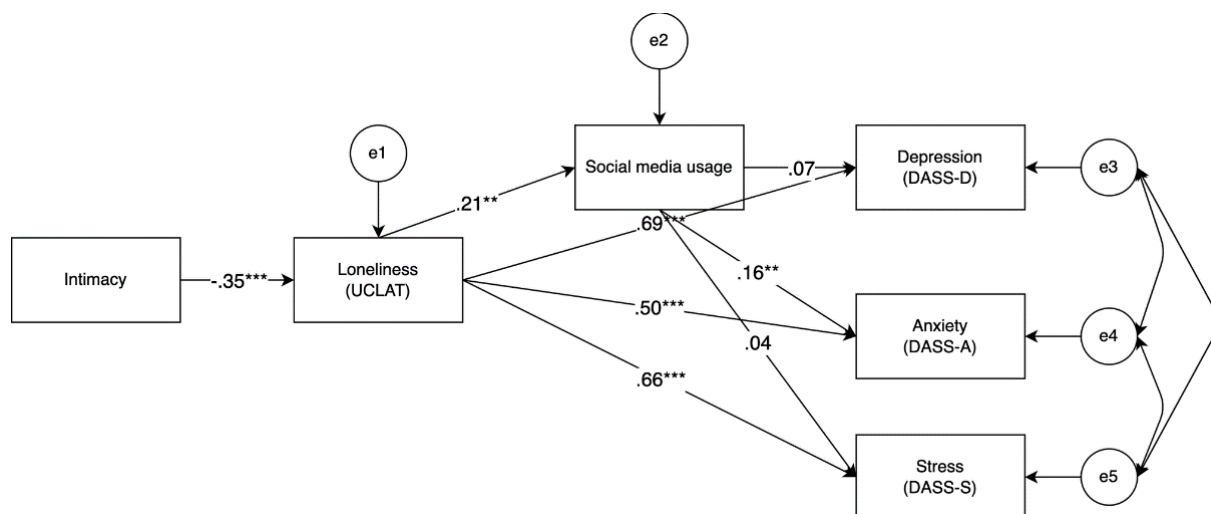 e2
e1
Social media usage
.07
Depression
(DASS-D)
e3
.21**
.69***
Intimacy
-.35***
Loneliness
(UCLAT)
.16**
.50***
.04
Anxiety
(DASS-A)
e4
.66***
Stress
(DASS-S)
e5